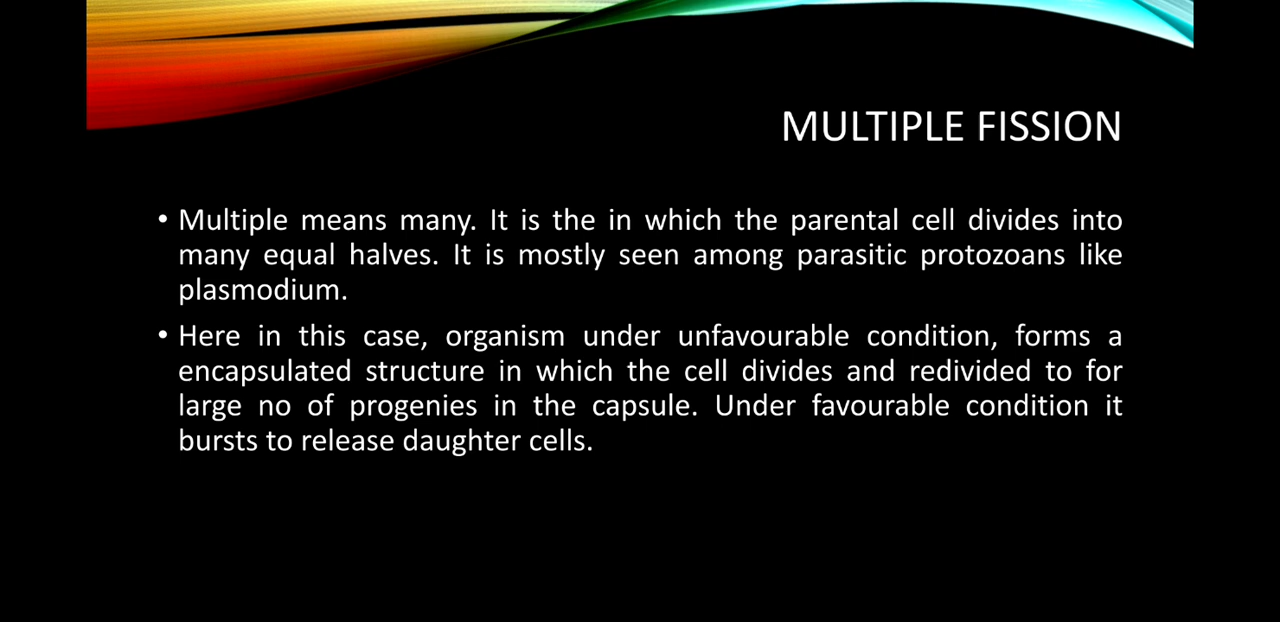 MULTIPLE FISSION
• Multiple means many. It is the in which the parental cell divides into
many equal halves. It is mostly seen among parasitic protozoans like
plasmodium.
• Here in this case, organism under unfavourable condition, forms a
encapsulated structure in which the cell divides and redivided to for
large no of progenies in the capsule. Under favourable condition it
bursts to release daughter cells.